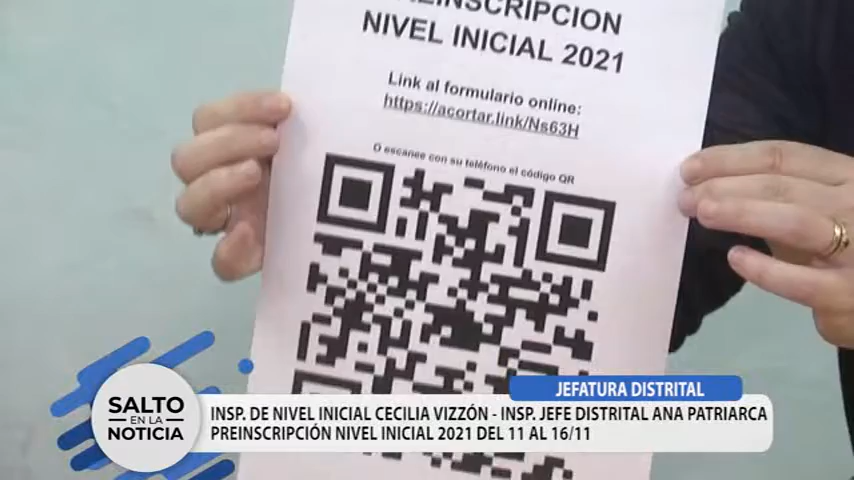 PREINSCRIPCION
NIVEL INICIAL 2021
Link al formulario online:
https://acortar.link/Ns63H
O escanee con su teléfono el código QR
JEFATURA DISTRITAL
SALTO
EN LA
NOTICIA
INSP. DE NIVEL INICIAL CECILIA VIZZÓN - INSP. JEFE DISTRITAL ANA PATRIARCA
PREINSCRIPCIÓN NIVEL INICIAL 2021 DEL 11 AL 16/11